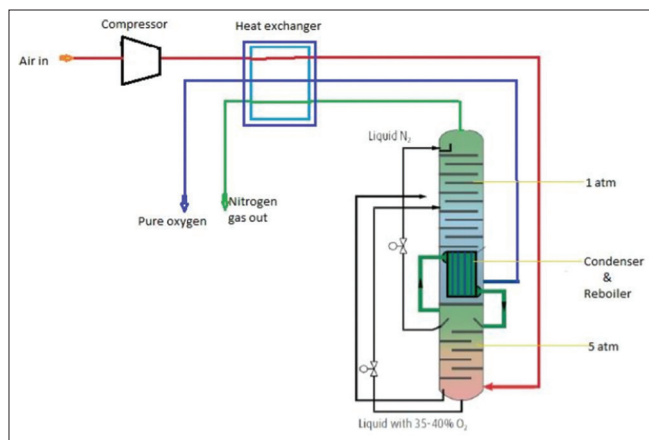 Compressor
Heat exchanger
Air in
Liquid N₂
1 atm
Pure oxygen
Nitrogen
gas out
Condenser
&
Reboiler
5 atm
Liquid with 35-40% O₂